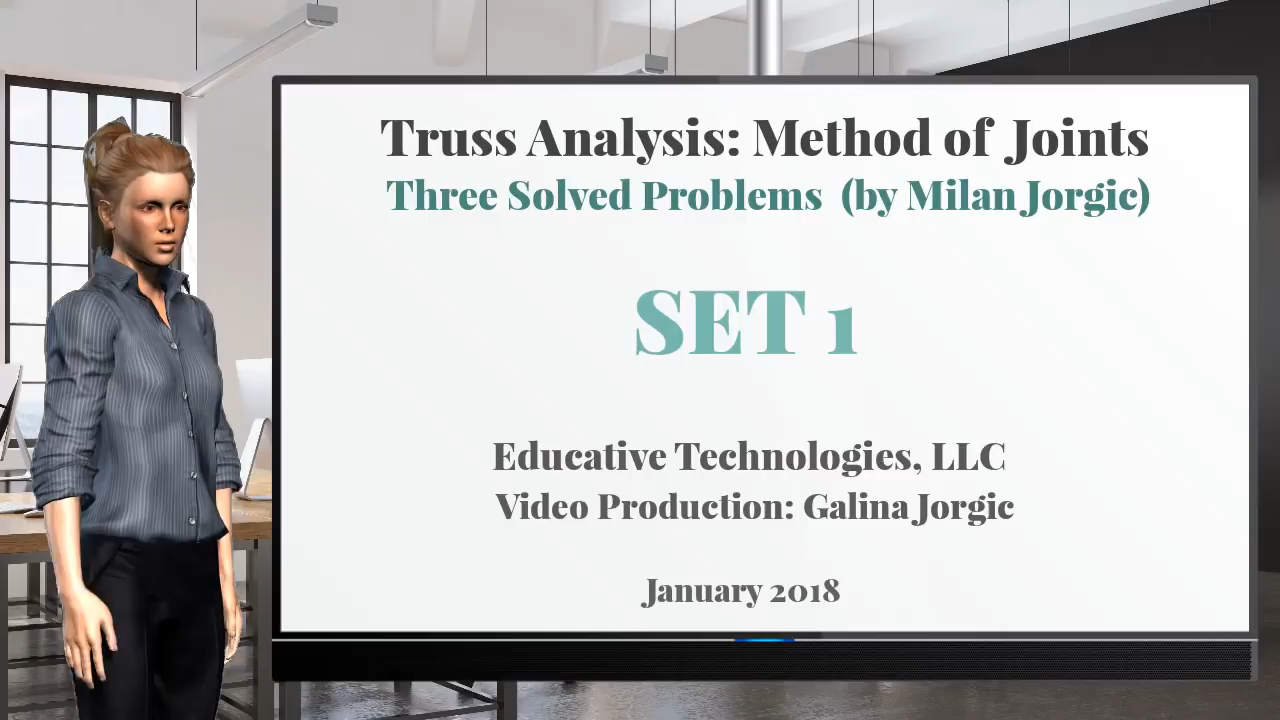 Truss Analysis: Method of Joints
Three Solved Problems (by Milan Jorgic)
SET 1
Educative Technologies, LLC
Video Production: Galina Jorgic
January 2018